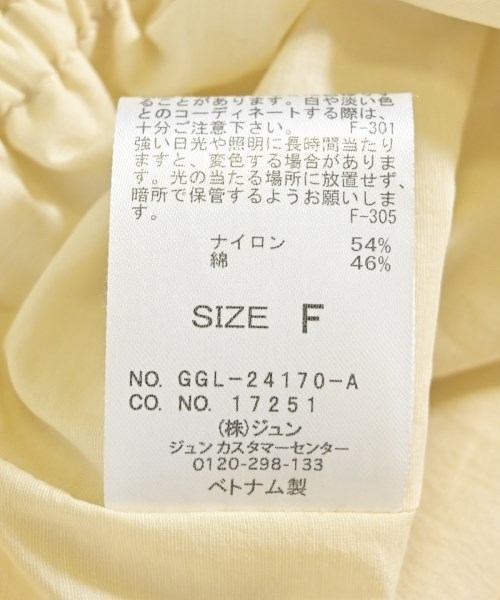 ることがあります。白や淡い色
とのコーディネートする際は、
十分ご注意下さい。 F-301
強い日光や照明に長時間当たり
ますと、変色する場合がありま
す。光の当たる場所に放置せず、
暗所で保管するようお願いしま
す。 F-305
ナイロン 54%
綿 46%
SIZE F
NO. GGL-24170-A
CO. NO. 17251
(株)ジュン
ジュン カスタマーセンター
0120-298-133
ベトナム製